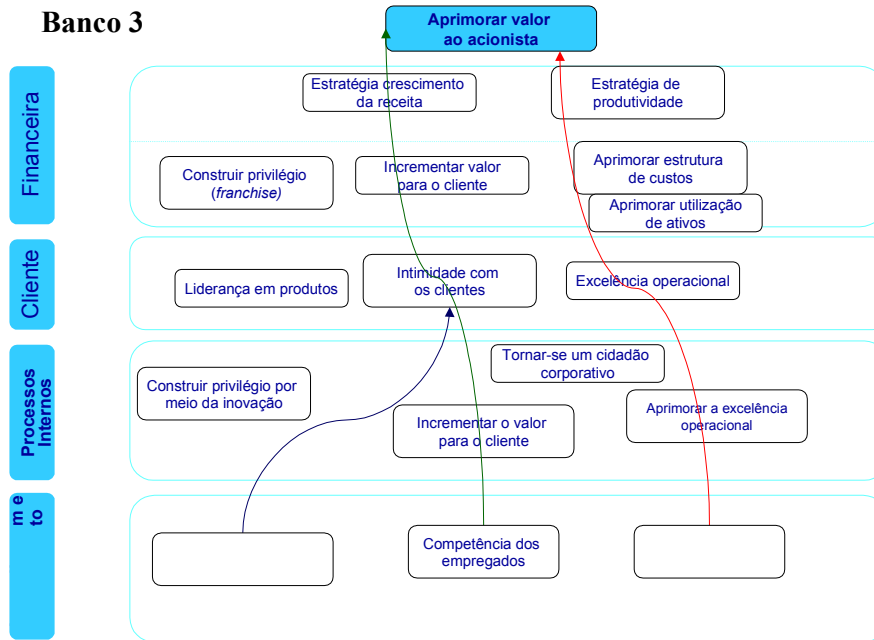 Banco 3
Aprimorar valor
ao acionista
Financeira
Estratégia crescimento
da receita
Estratégia de
produtividade
Construir privilégio
(franchise)
Incrementar valor
para o cliente
Aprimorar estrutura
de custos
Aprimorar utilização
de ativos
Cliente
Liderança em produtos
Intimidade com
os clientes
Excelência operacional
Processos
Internos
Tornar-se um cidadão
corporativo
Construir privilégio por
meio da inovação
Incrementar o valor
para o cliente
Aprimorar a excelência
operacional
m e
to
Competência dos
empregados